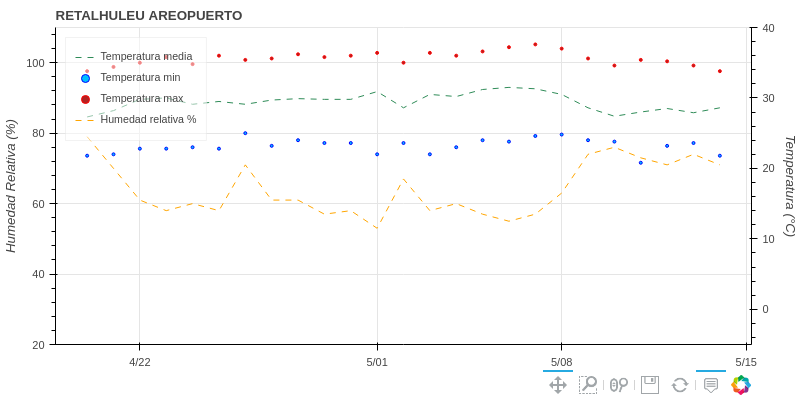 RETALHULEU AREOPUERTO
Temperatura media
Temperatura min
Temperatura max
Humedad relativa %
Humedad Relativa (%)
100
80
60
40
20
Temperatura (°C)
40
30
20
10
0
4/22
5/01
5/08
5/15